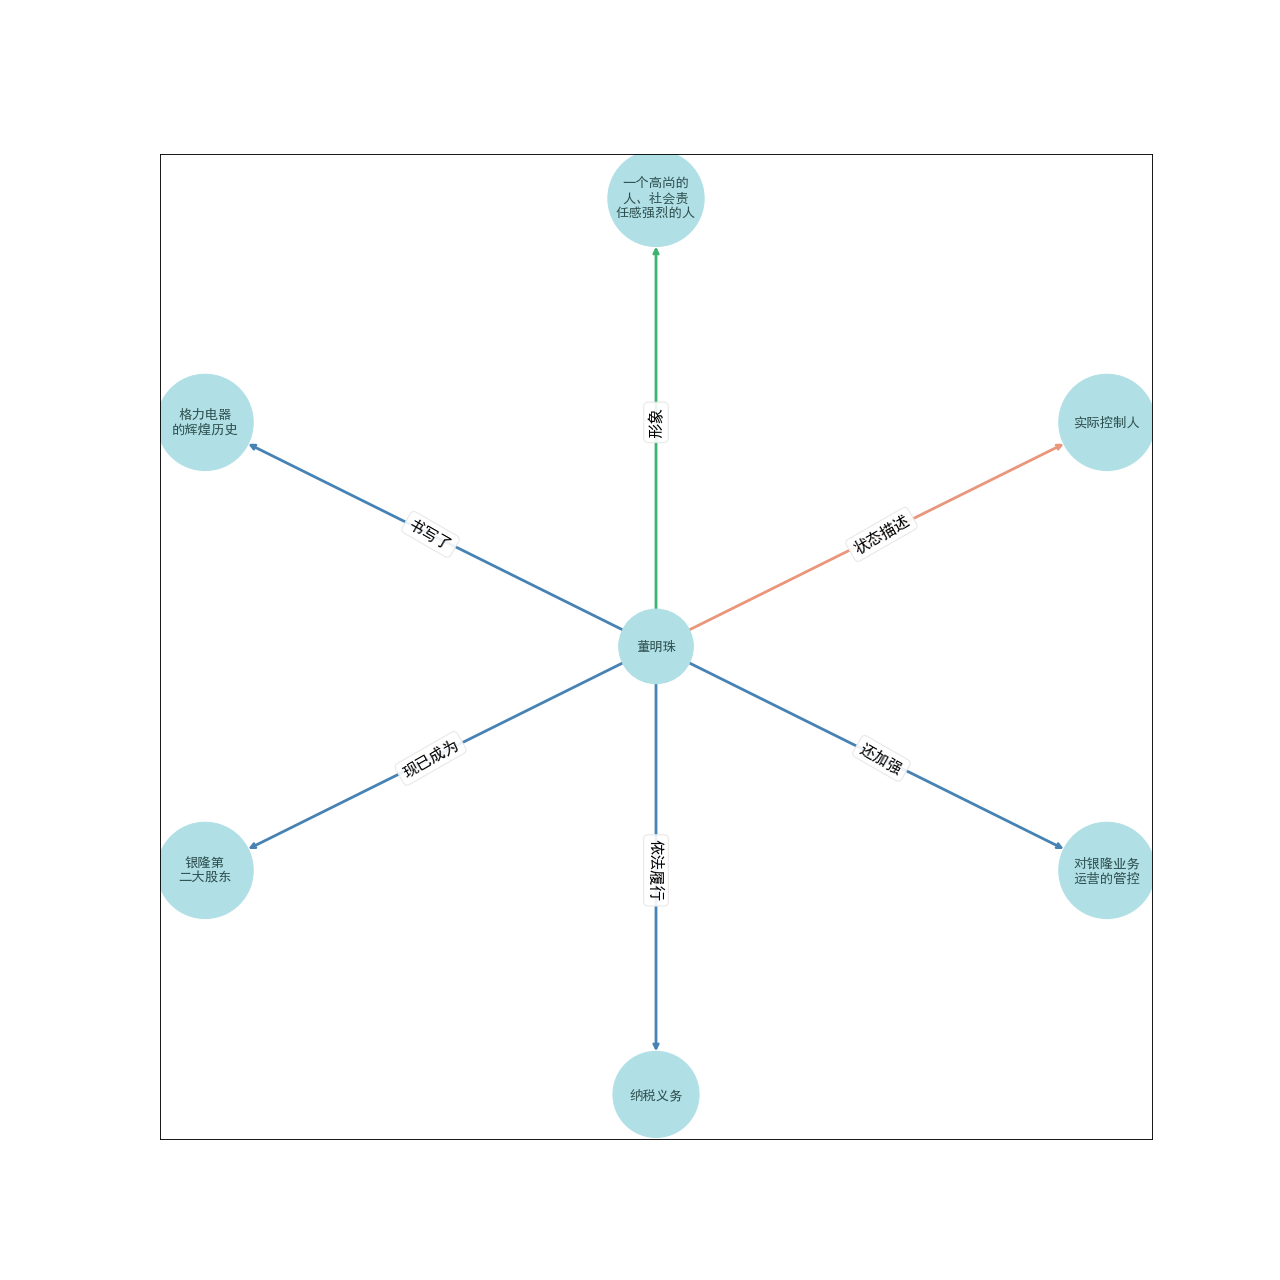 一个高尚的
人、社会责
任感强烈的人
形象
格力电器
的辉煌历史
实际控制人
书写了
状态描述
董明珠
现已成为
还加强
银隆第
二大股东
依法履行
对银隆业务
运营的管控
纳税义务